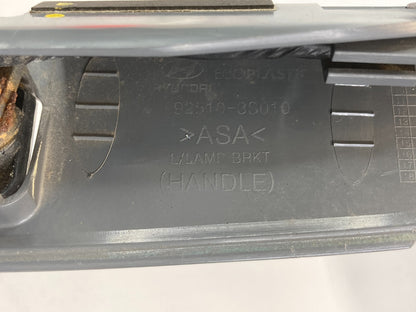 ECOPLASTIC
HYUNDAI
92510-3S010
>ASA<
L/LAMP BRKT
(HANDLE)